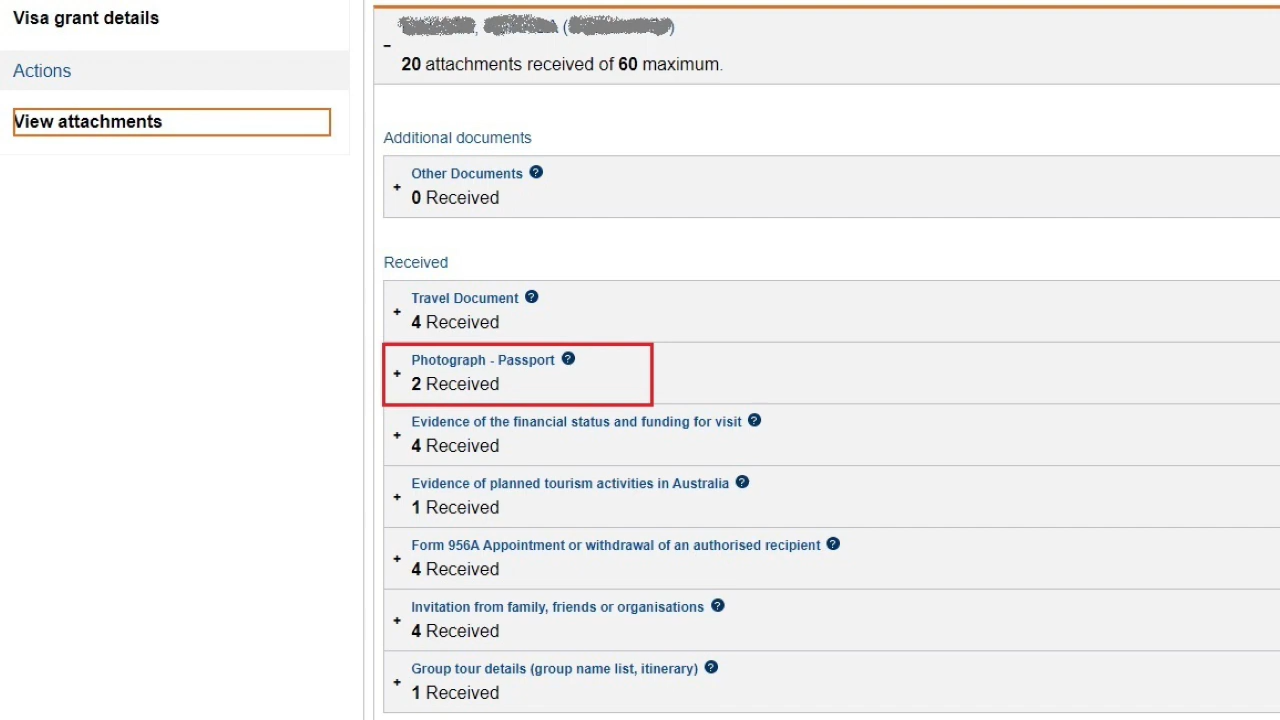 Visa grant details
Actions
View attachments
20 attachments received of 60 maximum.
Additional documents
Other Documents ?
0 Received
Received
Travel Document ?
4 Received
Photograph - Passport ?
2 Received
Evidence of the financial status and funding for visit ?
4 Received
Evidence of planned tourism activities in Australia ?
1 Received
Form 956A Appointment or withdrawal of an authorised recipient ?
4 Received
Invitation from family, friends or organisations ?
4 Received
Group tour details (group name list, itinerary) ?
1 Received